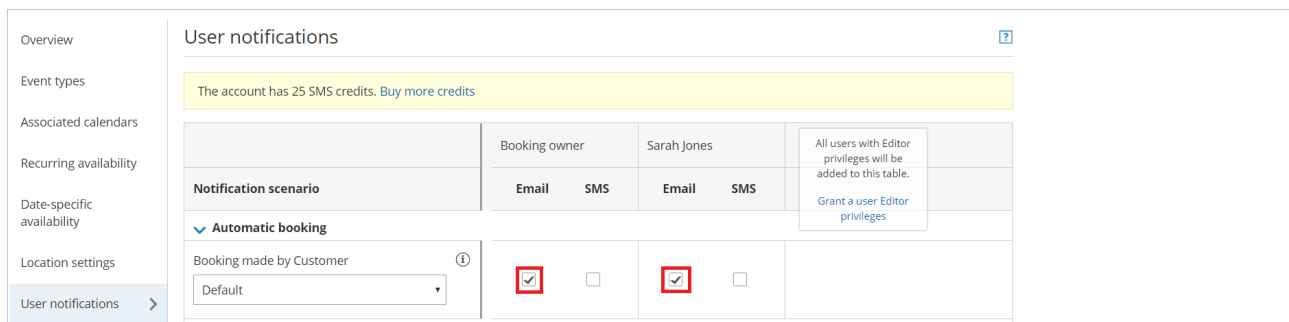 Overview
Event types
Associated calendars
Recurring availability
Date-specific
availability
Location settings
User notifications
User notifications
?
The account has 25 SMS credits. Buy more credits
Booking owner
Sarah Jones
All users with Editor
privileges will be
added to this table.
Grant a user Editor
privileges
Notification scenario
Email SMS Email SMS
Automatic booking
Booking made by Customer
i
Default